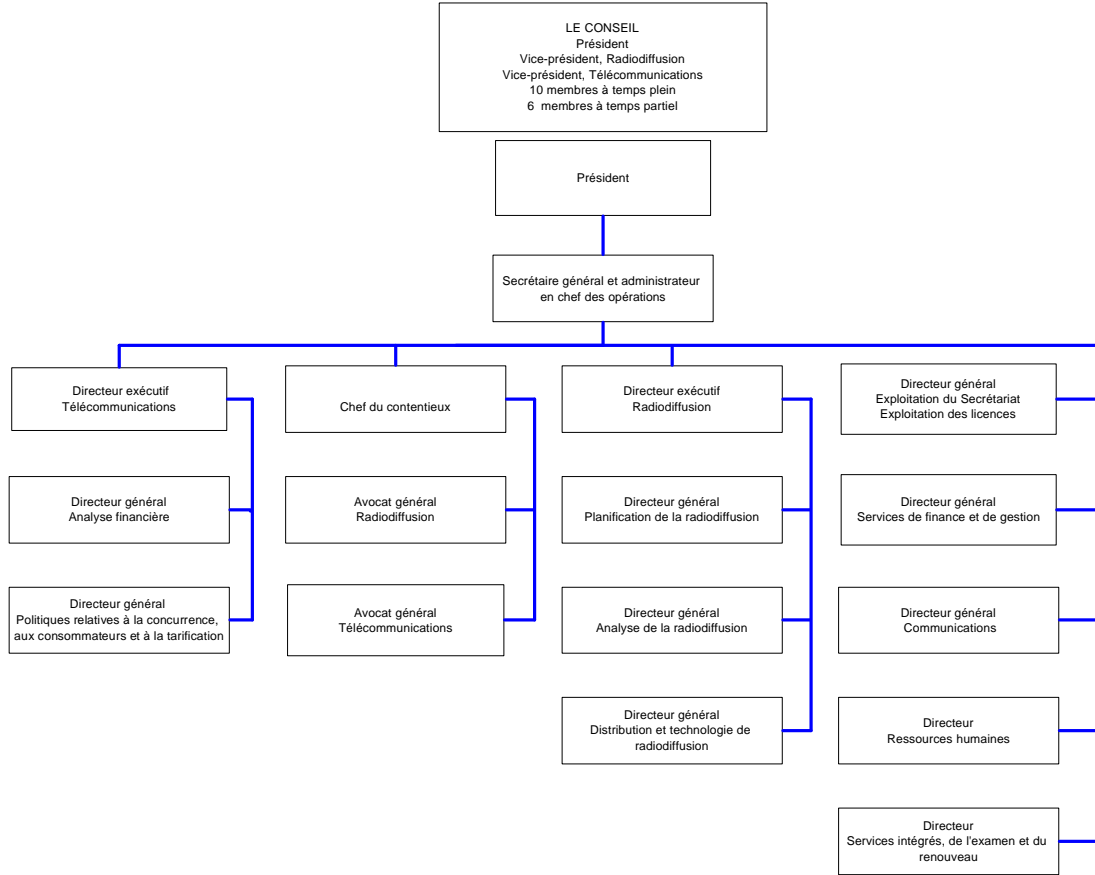 LE CONSEIL
Président
Vice-président, Radiodiffusion
Vice-président, Télécommunications
10 membres à temps plein
6 membres à temps partiel
Président
Secrétaire général et administrateur
en chef des opérations
Directeur exécutif
Télécommunications
Directeur général
Analyse financière
Directeur général
Politiques relatives à la concurrence,
aux consommateurs et à la tarification
Chef du contentieux
Avocat général
Radiodiffusion
Avocat général
Télécommunications
Directeur exécutif
Radiodiffusion
Directeur général
Planification de la radiodiffusion
Directeur général
Analyse de la radiodiffusion
Directeur général
Distribution et technologie de
radiodiffusion
Directeur général
Exploitation du Secrétariat
Exploitation des licences
Directeur général
Services de finance et de gestion
Directeur général
Communications
Directeur
Ressources humaines
Directeur
Services intégrés, de l'examen et du
renouveau